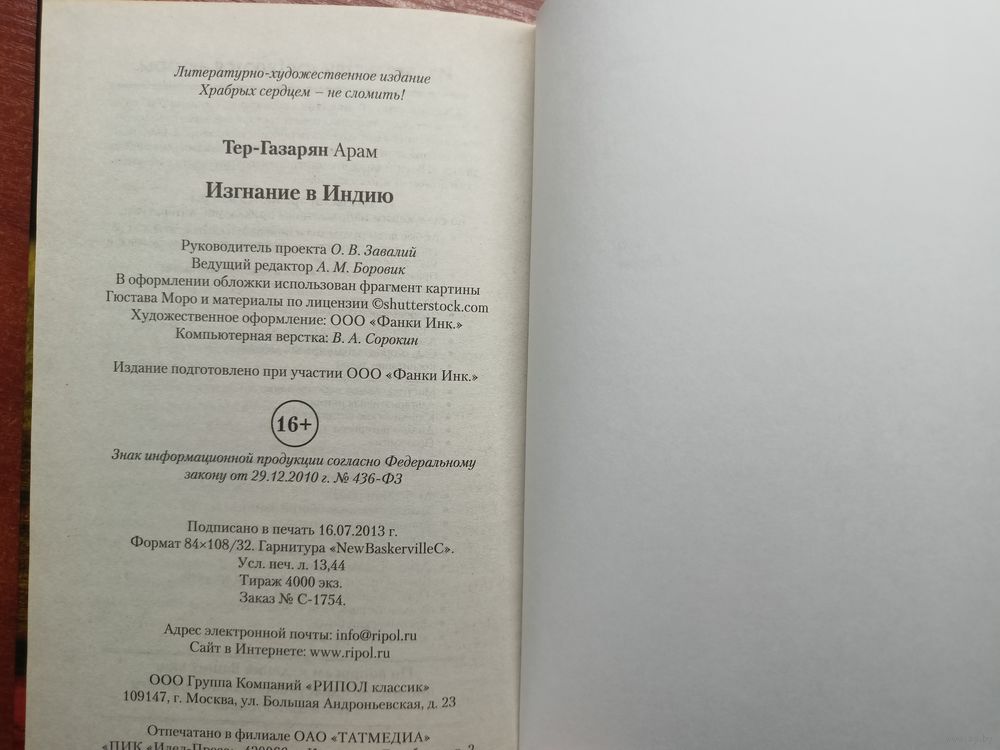 Литературно-художественное издание
Храбрых сердцем – не сломить!
Тер-Газарян Арам
Изгнание в Индию
Руководитель проекта О. В. Завалий
Ведущий редактор А. М. Боровик
В оформлении обложки использован фрагмент картины
Гюстава Моро и материалы по лицензии ©shutterstock.com
Художественное оформление: ООО «Фанки Инк.»
Компьютерная верстка: В. А. Сорокин
Издание подготовлено при участии ООО «Фанки Инк.»
16+
Знак информационной продукции согласно Федеральному
закону от 29.12.2010 г. № 436-ФЗ
Подписано в печать 16.07.2013 г.
Формат 84×108/32. Гарнитура «NewBaskervilleC».
Усл. печ. л. 13,44
Тираж 4000 экз.
Заказ № С-1754.
Адрес электронной почты: info@ripol.ru
Сайт в Интернете: www.ripol.ru
ООО Группа Компаний «РИПОЛ классик»
109147, г. Москва, ул. Большая Андроньевская, д. 23
Отпечатано в филиале ОАО «ТАТМЕДИА»
«ПИК «Идел-Пресс»